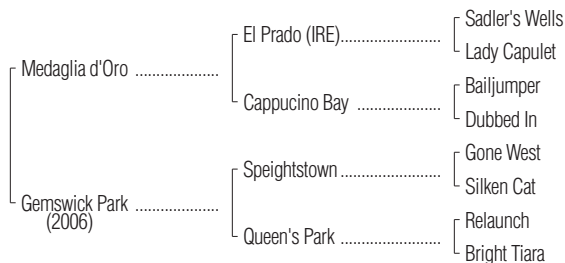 Sadler's Wells
El Prado (IRE)
Lady Capulet
Medaglia d'Oro
Bailjumper
Cappucino Bay
Dubbed In
Gone West
Speightstown
Silken Cat
Gemswick Park
(2006)
Relaunch
Queen's Park
Bright Tiara